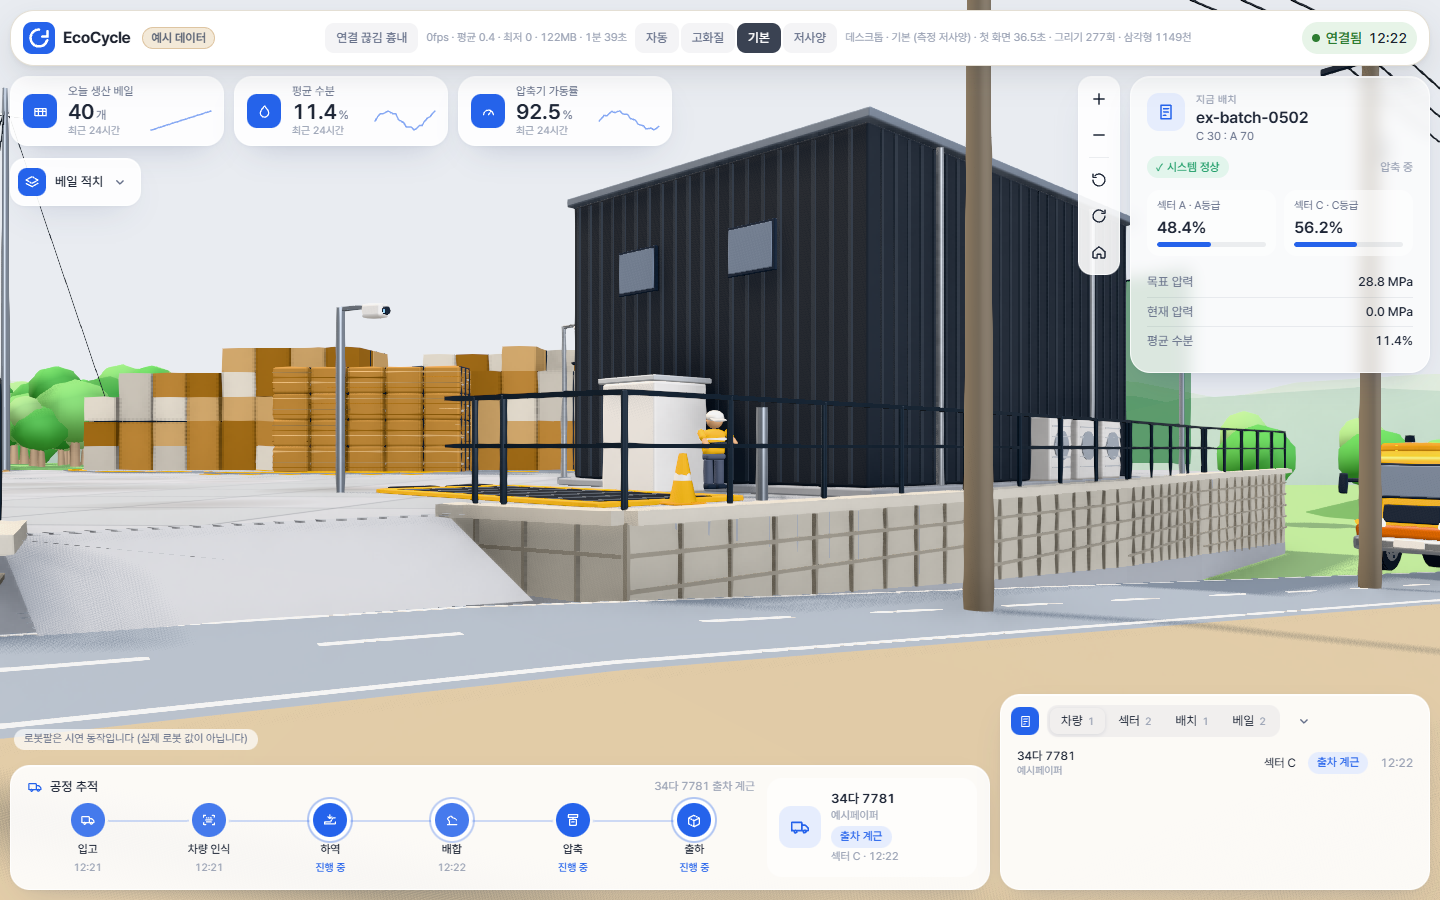 EcoCycle
예시 데이터
연결 끊김 흉내
0fps · 평균 0.4 · 최저 0 · 122MB · 1분 39초
자동
고화질
기본
저사양
데스크톱 · 기본 (측정 저사양) · 첫 화면 36.5초 · 그리기 277회 · 삼각형 1149천
연결됨 12:22
오늘 생산 베일
40개
최근 24시간
평균 수분
11.4%
최근 24시간
압축기 가동률
92.5%
최근 24시간
베일 적치
지금 배치
ex-batch-0502
C 30 : A 70
✓ 시스템 정상
압축 중
섹터 A · A등급
48.4%
섹터 C · C등급
56.2%
목표 압력
28.8 MPa
현재 압력
0.0 MPa
평균 수분
11.4%
로봇팔은 시연 동작입니다 (실제 로봇 값이 아닙니다)
공정 추적
34다 7781 출차 계근
입고
12:21
차량 인식
12:21
하역
진행 중
배합
12:22
압축
진행 중
출하
진행 중
34다 7781
예시페이퍼
출차 계근
섹터 C · 12:22
차량 1
섹터 2
배치 1
베일 2
34다 7781
예시페이퍼
섹터 C
출차 계근
12:22